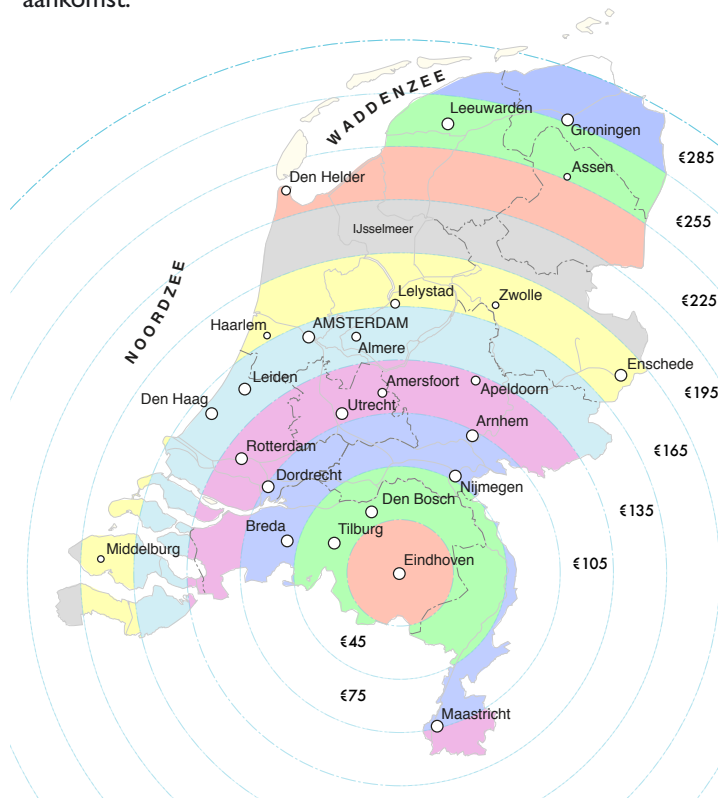 aankomst.
WADDENZEE
Leeuwarden
Groningen
€285
Assen
Den Helder
€255
IJsselmeer
NOORDZEE
Lelystad
Zwolle
€225
Haarlem
AMSTERDAM
Almere
Enschede
€195
Leiden
Amersfoort
Apeldoorn
Den Haag
Utrecht
Arnhem
€165
Rotterdam
Dordrecht
Nijmegen
Den Bosch
€135
Breda
Tilburg
Middelburg
Eindhoven
€105
€45
€75
Maastricht